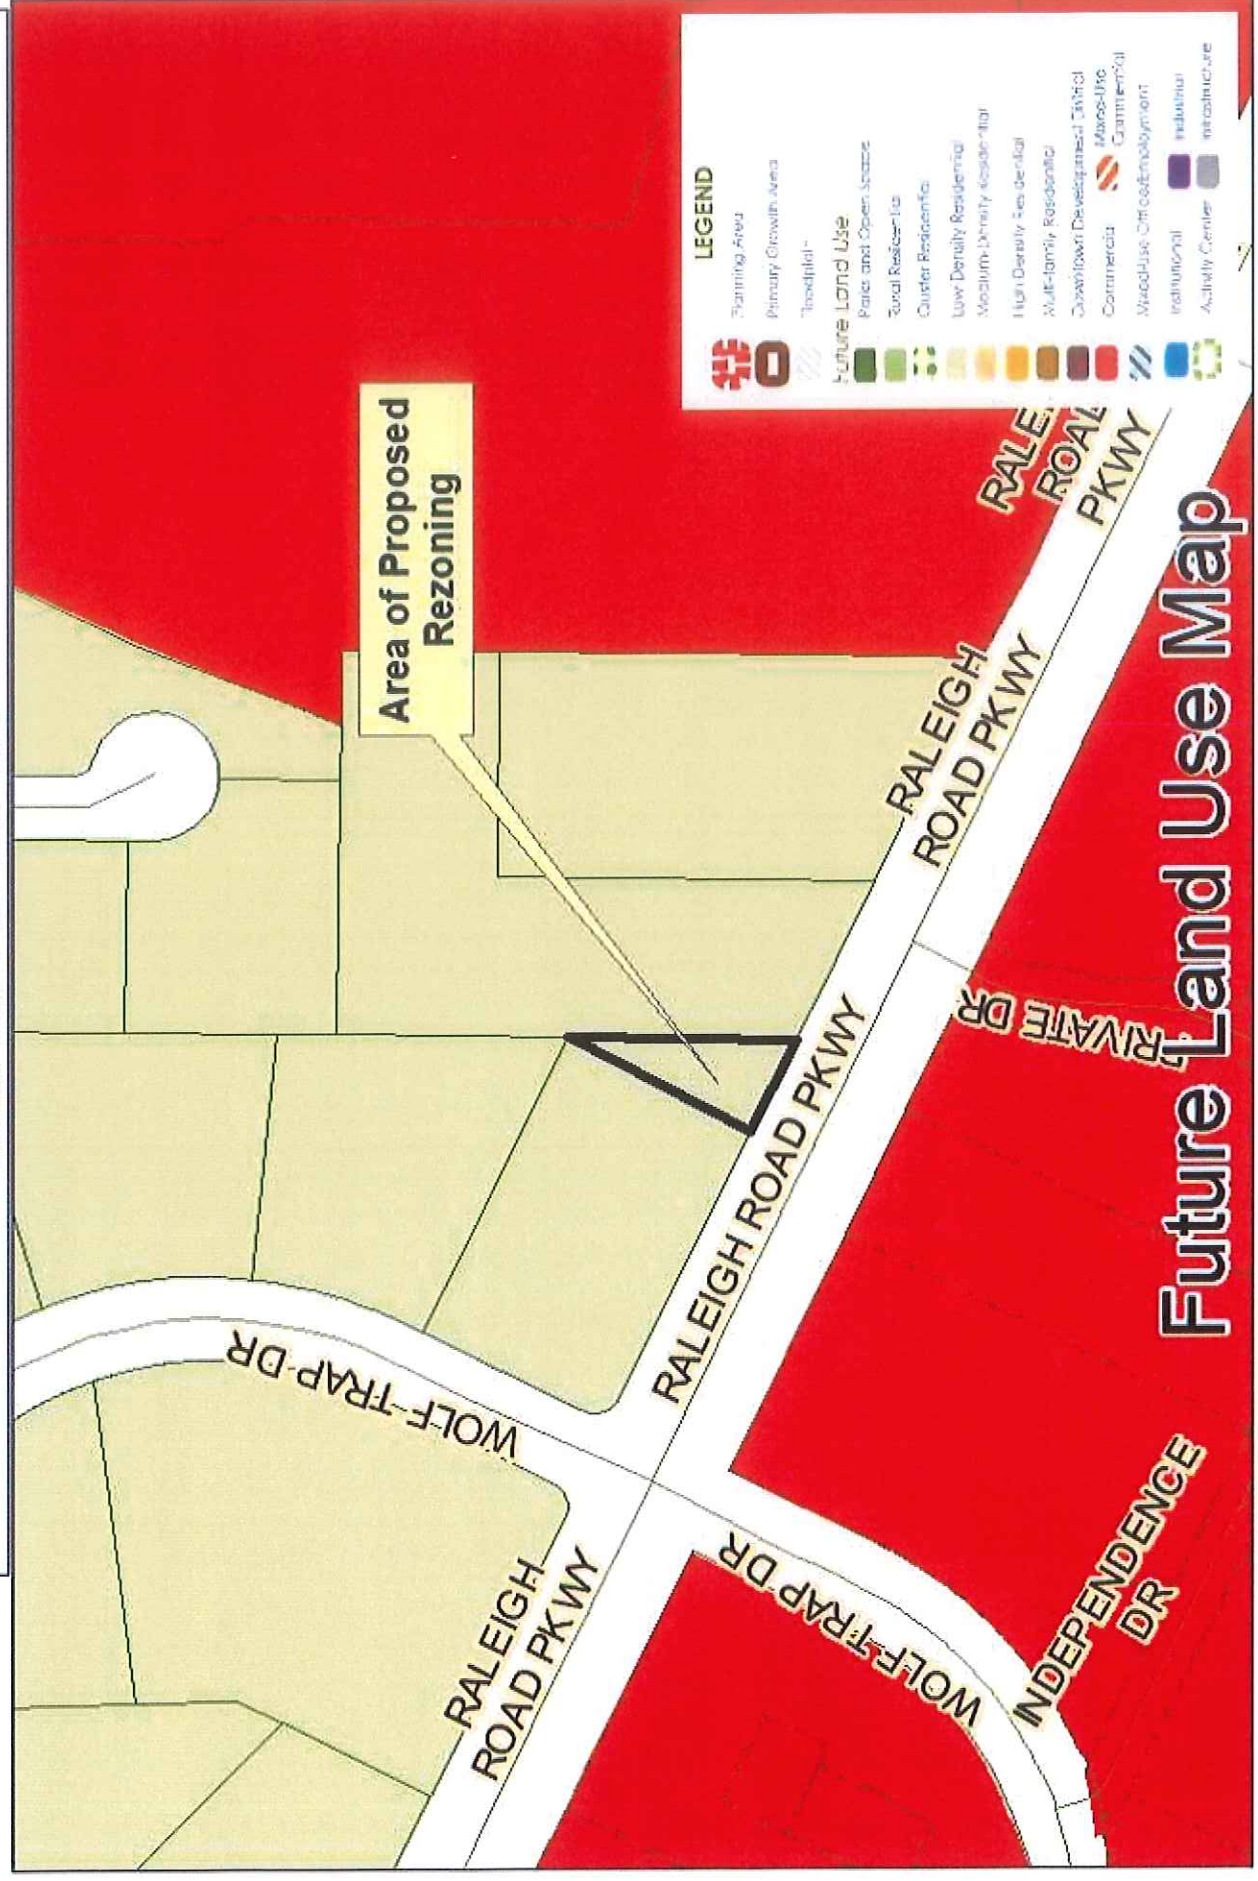 Area of Proposed
Rezoning
WOLF TRAP DR
RALEIGH
ROAD PKWY
RALEIGH ROAD PKWY
RALEIGH
ROAD PKWY
RALE
ROAD
PKWY
WOLF-TRAP DR
INDEPENDENCE
DR
RIVATE DR
Future Land Use Map
LEGEND
Planning Area
Primary Growth Area
Floodplain
Future Land Use
Parks and Open Space
Rural Residential
Cluster Residential
Low Density Residential
Medium-Density Residential
High Density Residential
Multi-family Residential
Downtown Development District
Commercial
Mixed-Use
Commercial
Mixed-Use Office/Employment
Institutional
Industrial
Activity Center
Infrastructure